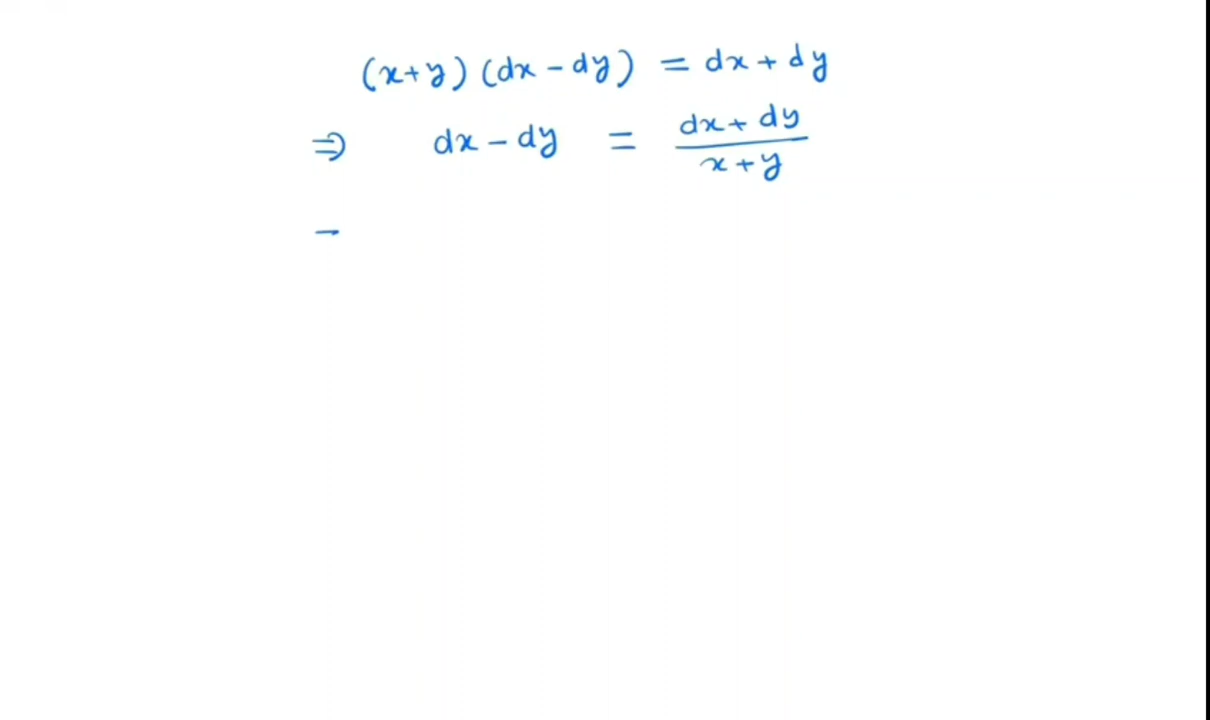 (x+y) (dx - dy) = dx + dy
⇒ dx - dy = (dx + dy)/(x + y)
-